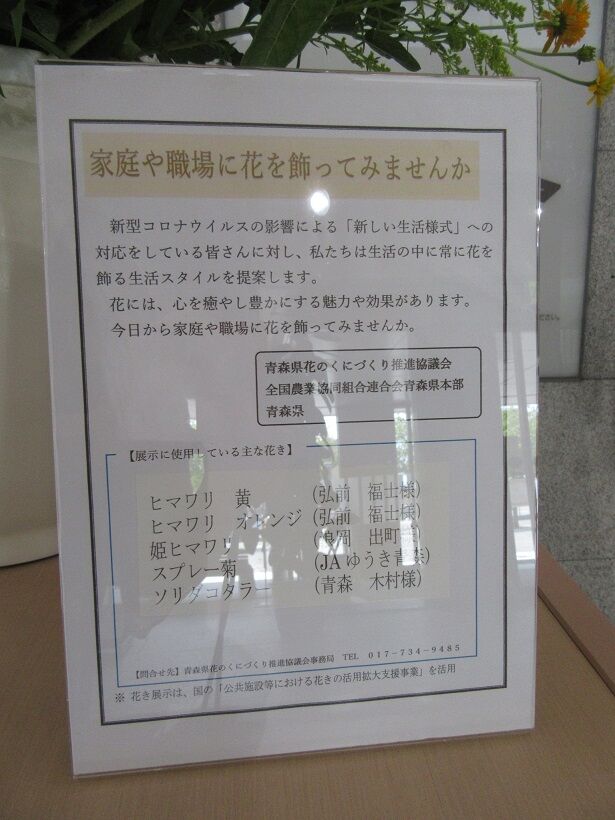 家庭や職場に花を飾ってみませんか
新型コロナウイルスの影響による「新しい生活様式」への
対応をしている皆さんに対し、私たちは生活の中に常に花を
飾る生活スタイルを提案します。
花には、心を癒やし豊かにする魅力や効果があります。
今日から家庭や職場に花を飾ってみませんか。
青森県花のくにづくり推進協議会
全国農業協同組合連合会青森県本部
青森県
【展示に使用している主な花き】
ヒマワリ 黄 (弘前 福士様)
ヒマワリ オレンジ (弘前 福士様)
姫ヒマワリ (浪岡 出町様)
スプレー菊 (JAゆうき青森)
ソリダコタラー (青森 木村様)
【問合せ先】青森県花のくにづくり推進協議会事務局 TEL 017-734-9485
※ 花き展示は、国の「公共施設等における花きの活用拡大支援事業」を活用